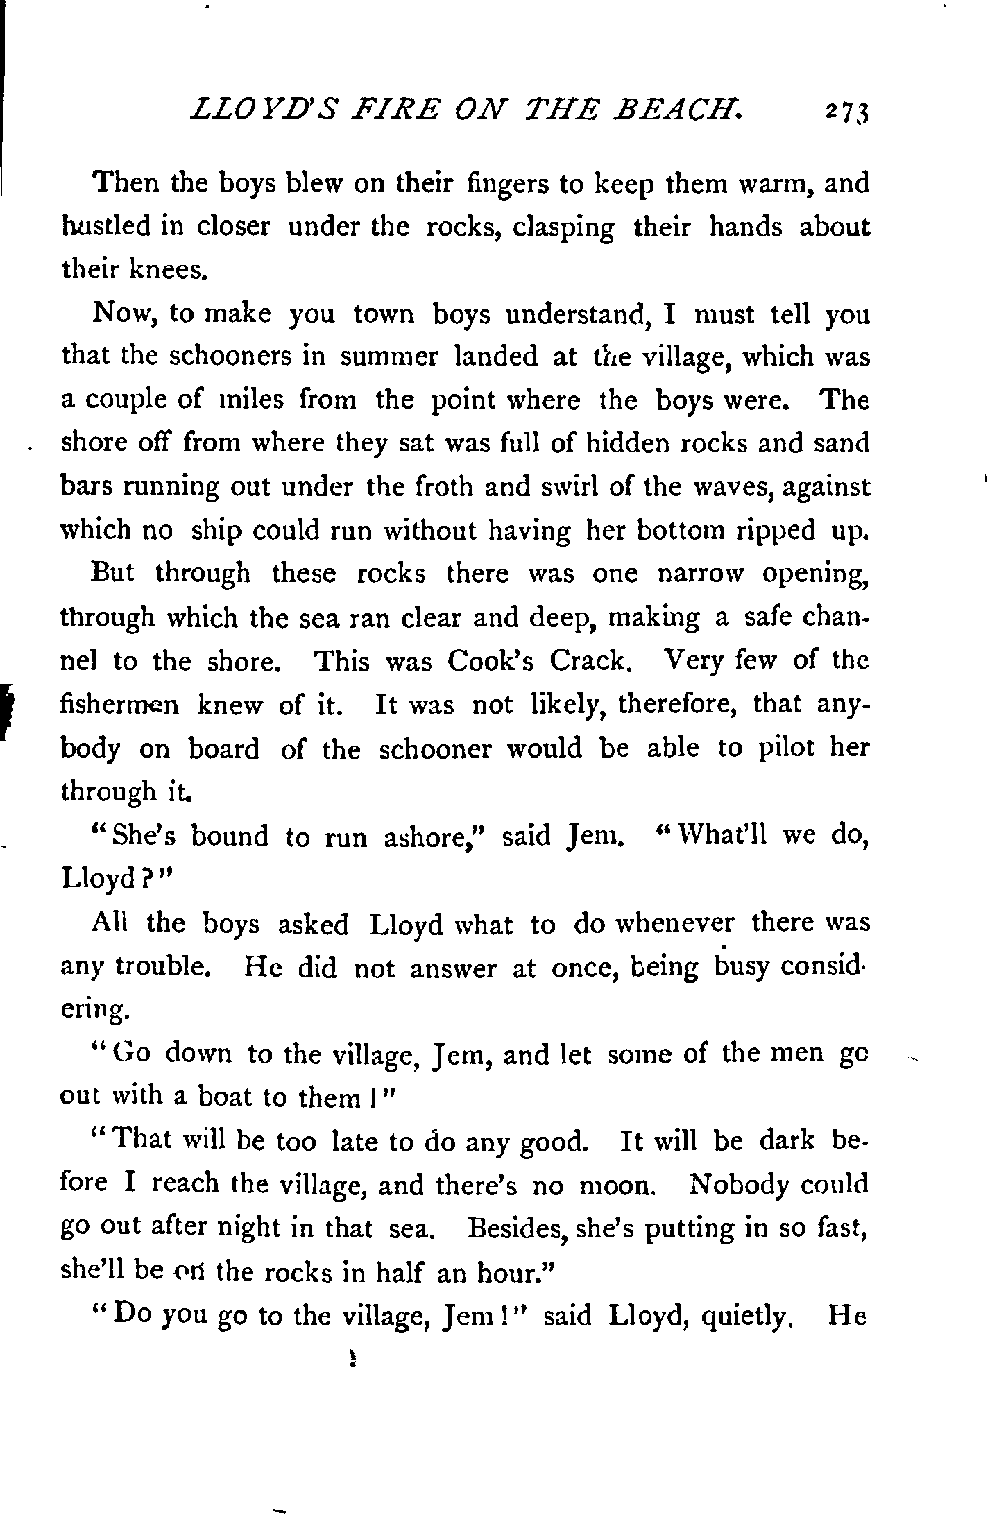 LLOYD'S FIRE ON THE BEACH. 273
Then the boys blew on their fingers to keep them warm, and
hustled in closer under the rocks, clasping their hands about
their knees.
Now, to make you town boys understand, I must tell you
that the schooners in summer landed at the village, which was
a couple of miles from the point where the boys were. The
shore off from where they sat was full of hidden rocks and sand
bars running out under the froth and swirl of the waves, against
which no ship could run without having her bottom ripped up.
But through these rocks there was one narrow opening,
through which the sea ran clear and deep, making a safe chan-
nel to the shore. This was Cook's Crack. Very few of the
fishermen knew of it. It was not likely, therefore, that any-
body on board of the schooner would be able to pilot her
through it.
"She's bound to run ashore," said Jem. "What'll we do,
Lloyd?"
All the boys asked Lloyd what to do whenever there was
any trouble. He did not answer at once, being busy consid-
ering.
"Go down to the village, Jem, and let some of the men go
out with a boat to them!"
"That will be too late to do any good. It will be dark be-
fore I reach the village, and there's no moon. Nobody could
go out after night in that sea. Besides, she's putting in so fast,
she'll be on the rocks in half an hour."
"Do you go to the village, Jem!" said Lloyd, quietly. He